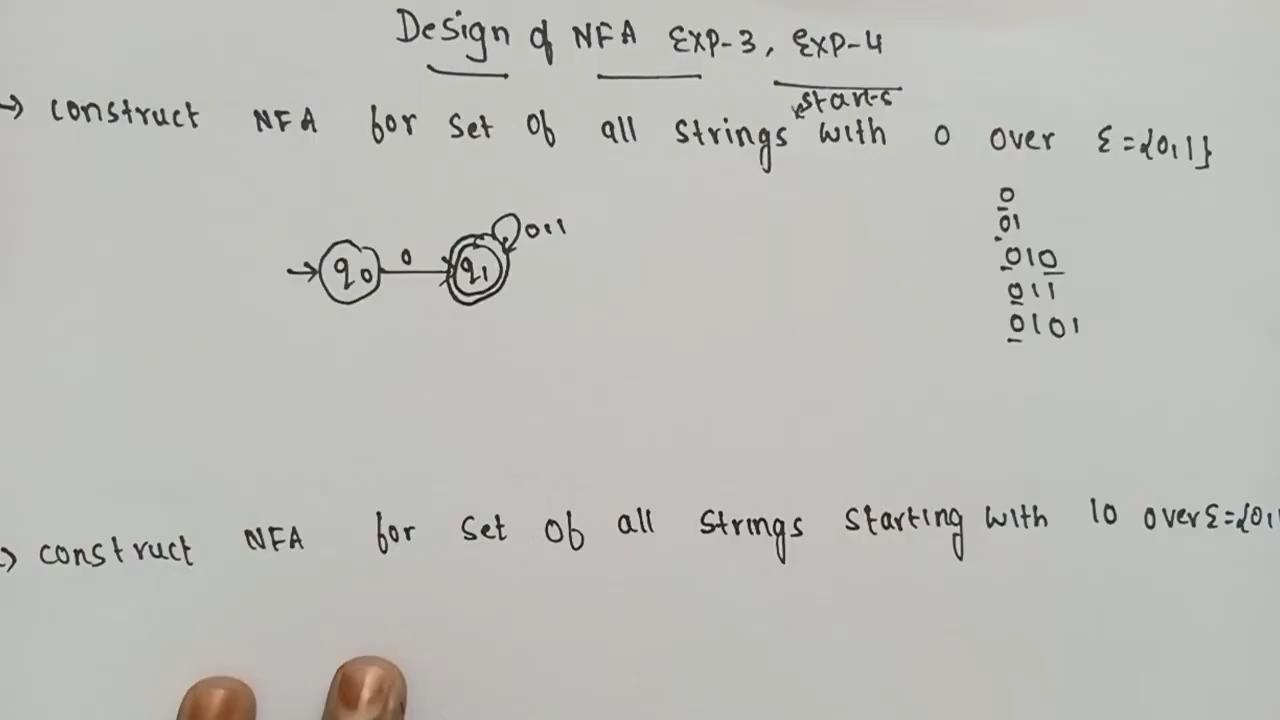 Design of NFA Exp-3, Exp-4
→ construct NFA for set of all strings with 0 over Σ={0,1}
starts
0
01
010
011
0101
q0 0 q1 0,1
→ construct NFA for set of all strings starting with 10 over Σ={0,1